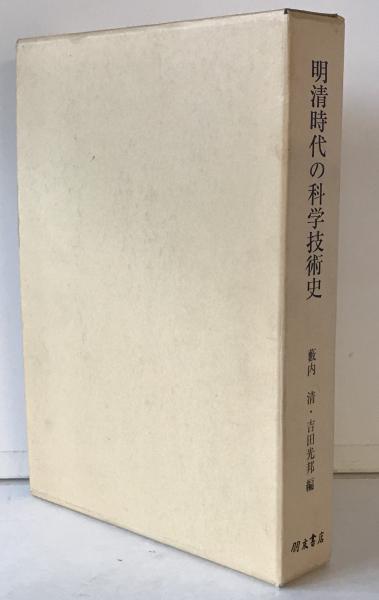 明清時代の科学技術史
藪内 清・吉田光邦 編
朋友書店